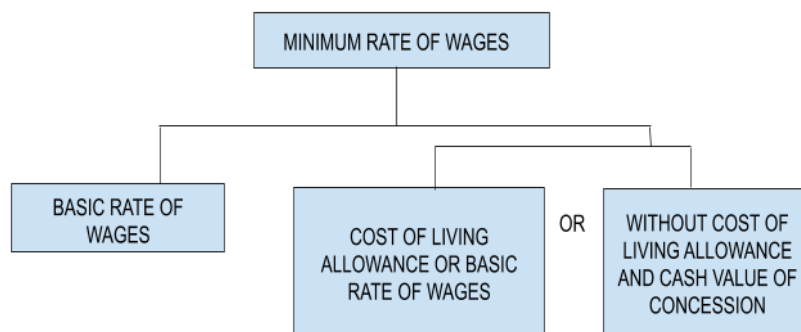 MINIMUM RATE OF WAGES
BASIC RATE OF
WAGES
COST OF LIVING
ALLOWANCE OR BASIC
RATE OF WAGES
OR
WITHOUT COST OF
LIVING ALLOWANCE
AND CASH VALUE OF
CONCESSION